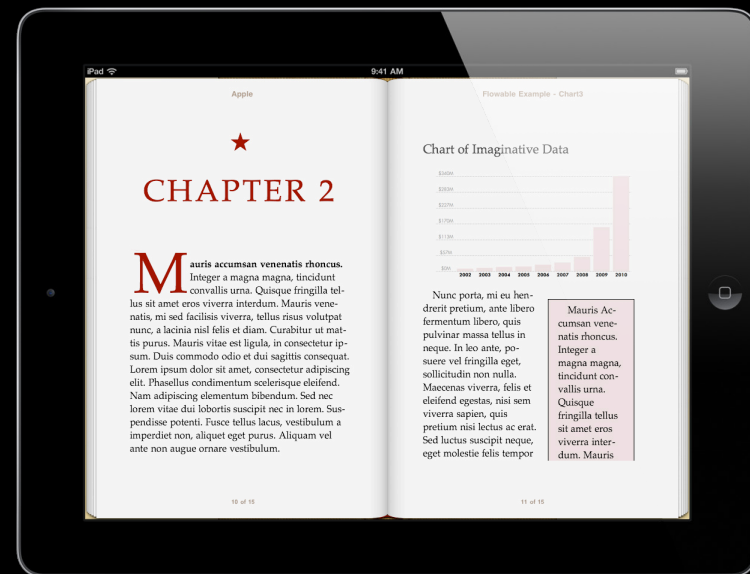 iPad
9:41 AM
Apple
★
CHAPTER 2
Mauris accumsan venenatis rhoncus.
Integer a magna magna, tincidunt
convallis urna. Quisque fringilla tel-
lus sit amet eros viverra interdum. Mauris vene-
natis, mi sed facilisis viverra, tellus risus volutpat
nunc, a lacinia nisl felis et diam. Curabitur ut mat-
tis purus. Mauris vitae est ligula, in consectetur ip-
sum. Duis commodo odio et dui sagittis consequat.
Lorem ipsum dolor sit amet, consectetur adipiscing
elit. Phasellus condimentum scelerisque eleifend.
Nam adipiscing elementum bibendum. Sed nec
lorem vitae dui lobortis suscipit nec in lorem. Sus-
pendisse potenti. Fusce tellus lacus, vestibulum a
imperdiet non, aliquet eget purus. Aliquam vel
ante non augue ornare vestibulum.
10 of 15
Flowable Example - Chart3
Chart of Imaginative Data
$340M
$283M
$227M
$170M
$113M
$57M
$0M
2002 2003 2004 2005 2006 2007 2008 2009 2010
Nunc porta, mi eu hen-
drerit pretium, ante libero
fermentum libero, quis
pulvinar massa tellus in
neque. In leo ante, po-
suere vel fringilla eget,
sollicitudin non nulla.
Maecenas viverra, felis et
eleifend egestas, nisi sem
viverra sapien, quis
pretium nisi lectus ac erat.
Sed luctus suscipit neque,
eget molestie felis tempor
Mauris Ac-
cumsan vene-
natis rhoncus.
Integer a
magna magna,
tincidunt con-
vallis urna.
Quisque
fringilla tellus
sit amet eros
viverra inter-
dum. Mauris
11 of 15